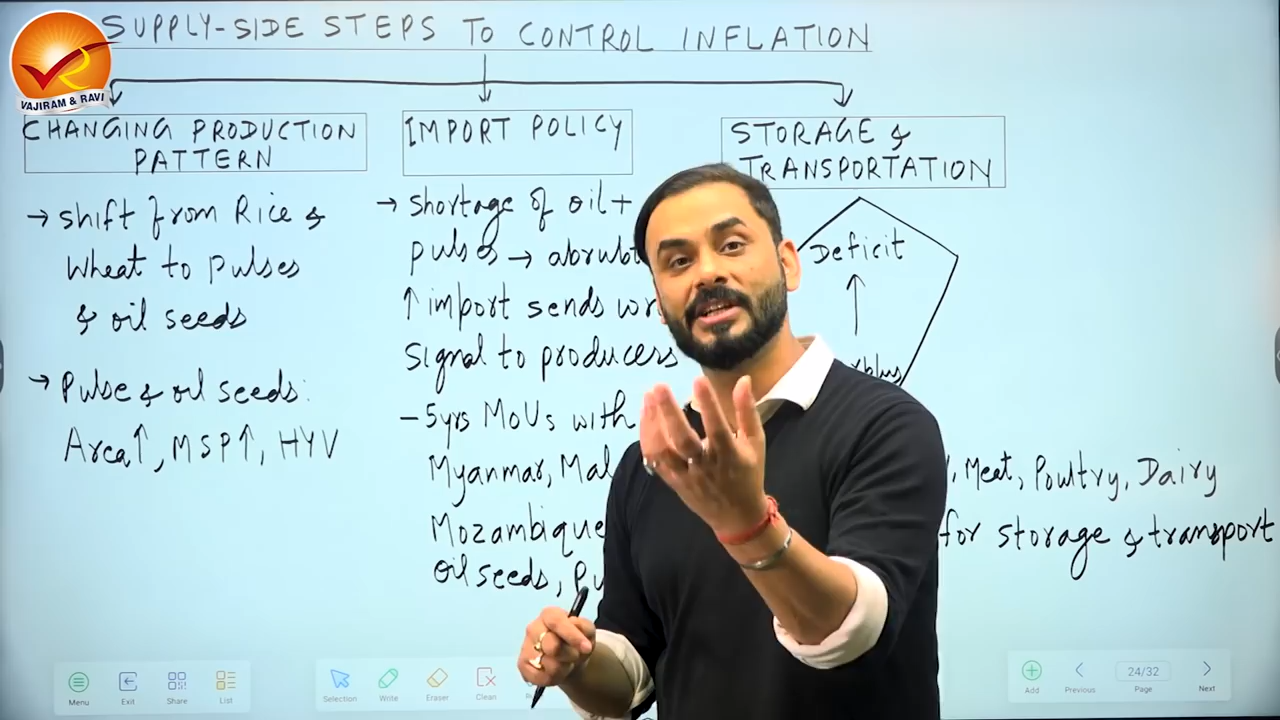 SUPPLY-SIDE STEPS TO CONTROL INFLATION
VAJIRAM & RAVI
CHANGING PRODUCTION
PATTERN
→ shift from Rice &
Wheat to pulses
& oil seeds
→ Pulse & oil seeds:
Area↑, MSP↑, HYV
IMPORT POLICY
→ shortage of oil +
pulses →
↑ import sends
signal to producers
- 5yrs MoUs with
Myanmar,
Mozambique
oil seeds,
STORAGE &
TRANSPORTATION
Deficit
↑
, Meat, Poultry, Dairy
for storage & transport
Menu
Exit
Share
List
Selection
Write
Eraser
Clean
Add
Previous
24/32
Page
Next